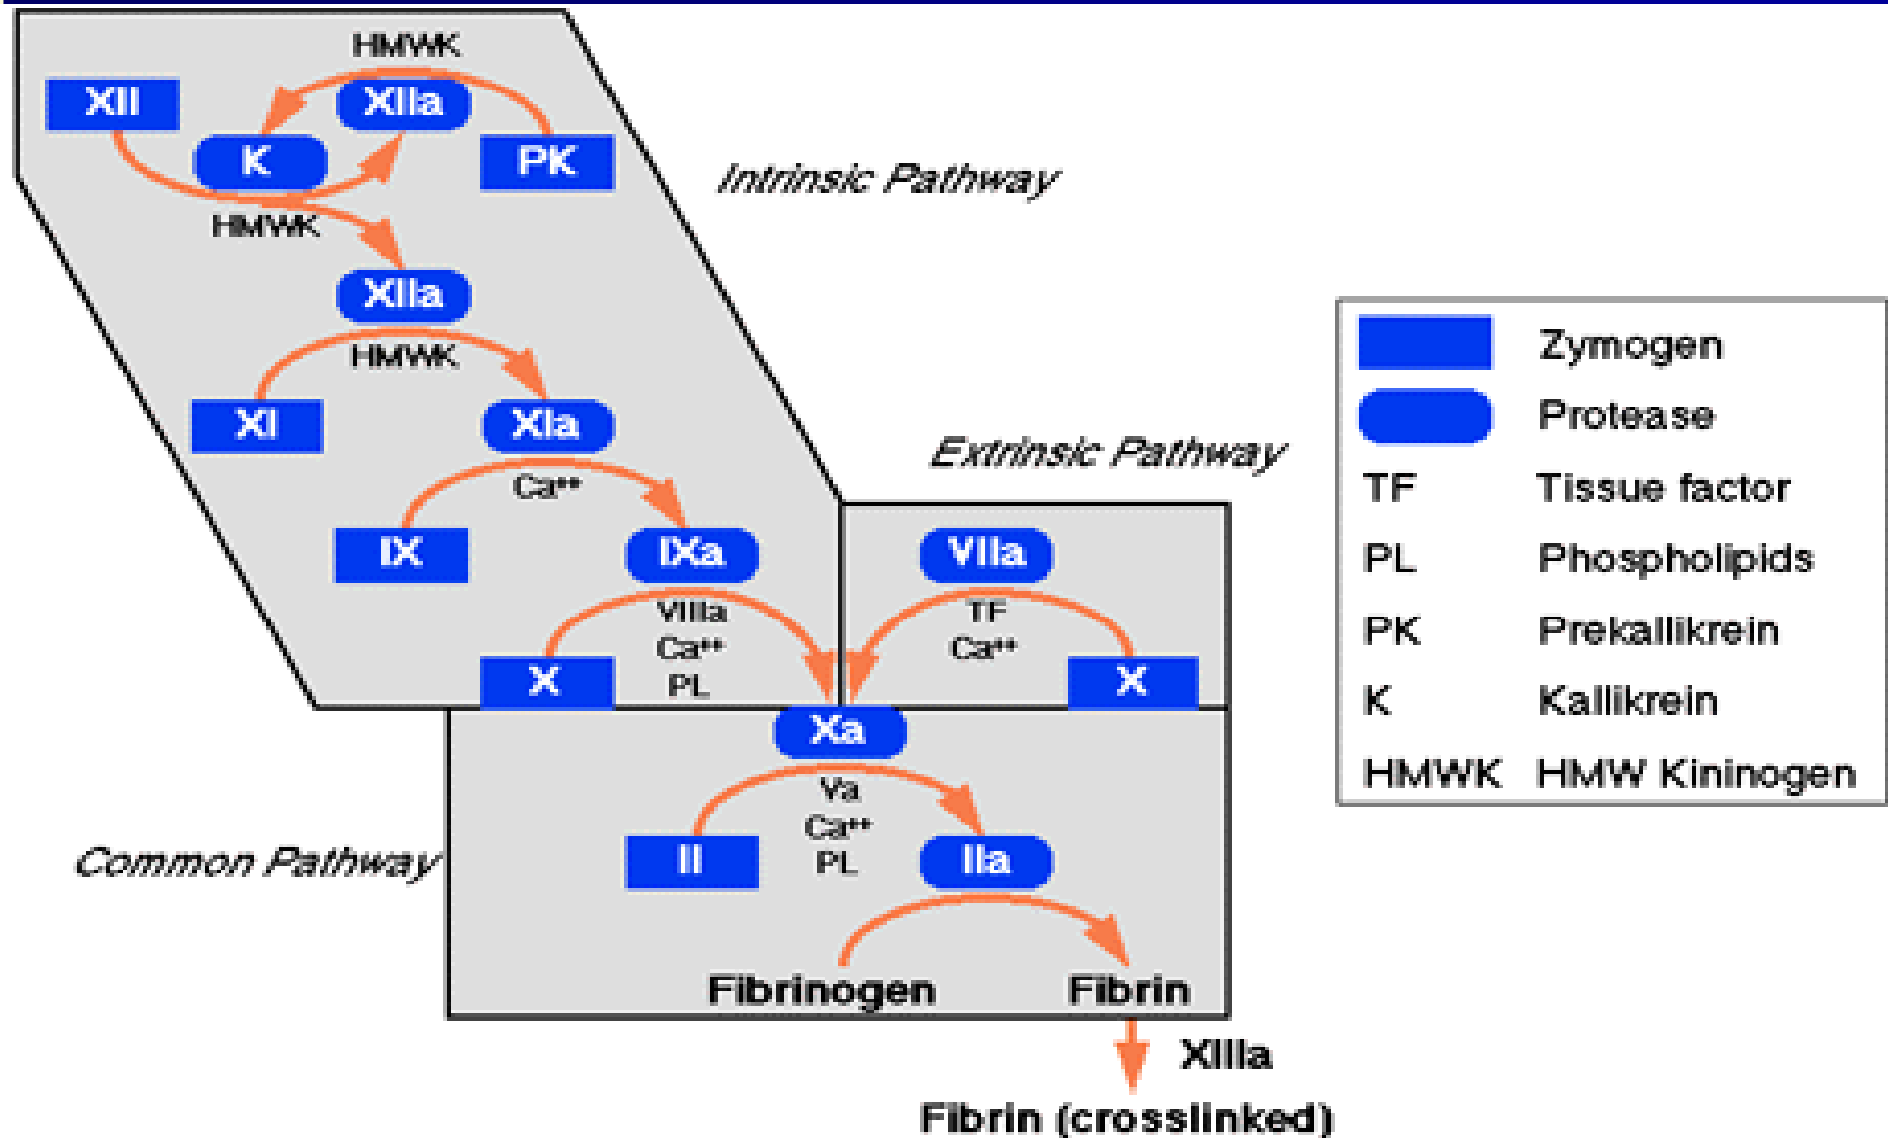 HMWK
XII
XIIa
K
PK
HMWK
Intrinsic Pathway
XIIa
HMWK
XI
XIa
Ca++
Extrinsic Pathway
IX
IXa
VIIa
VIIIa
Ca++
PL
TF
Ca++
X
X
Xa
Va
Ca++
PL
II
IIa
Common Pathway
Fibrinogen
Fibrin
XIIIa
Fibrin (crosslinked)
Zymogen
Protease
TF Tissue factor
PL Phospholipids
PK Prekallikrein
K Kallikrein
HMWK HMW Kininogen